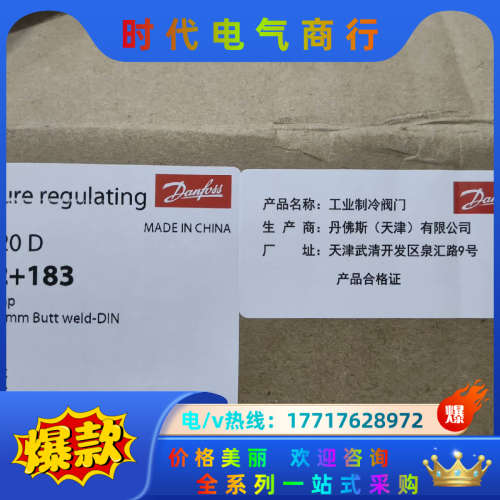 时代电气商行
ure regulating
Danfoss
MADE IN CHINA
20 D
+183
p
mm Butt weld-DIN
产品名称：工业制冷阀门
生 产 商：丹佛斯（天津）有限公司
厂 址：天津武清开发区泉汇路9号
产品合格证
电/v热线：17717628972
爆
爆款
价格美丽 欢迎咨询
全系列一站式采购